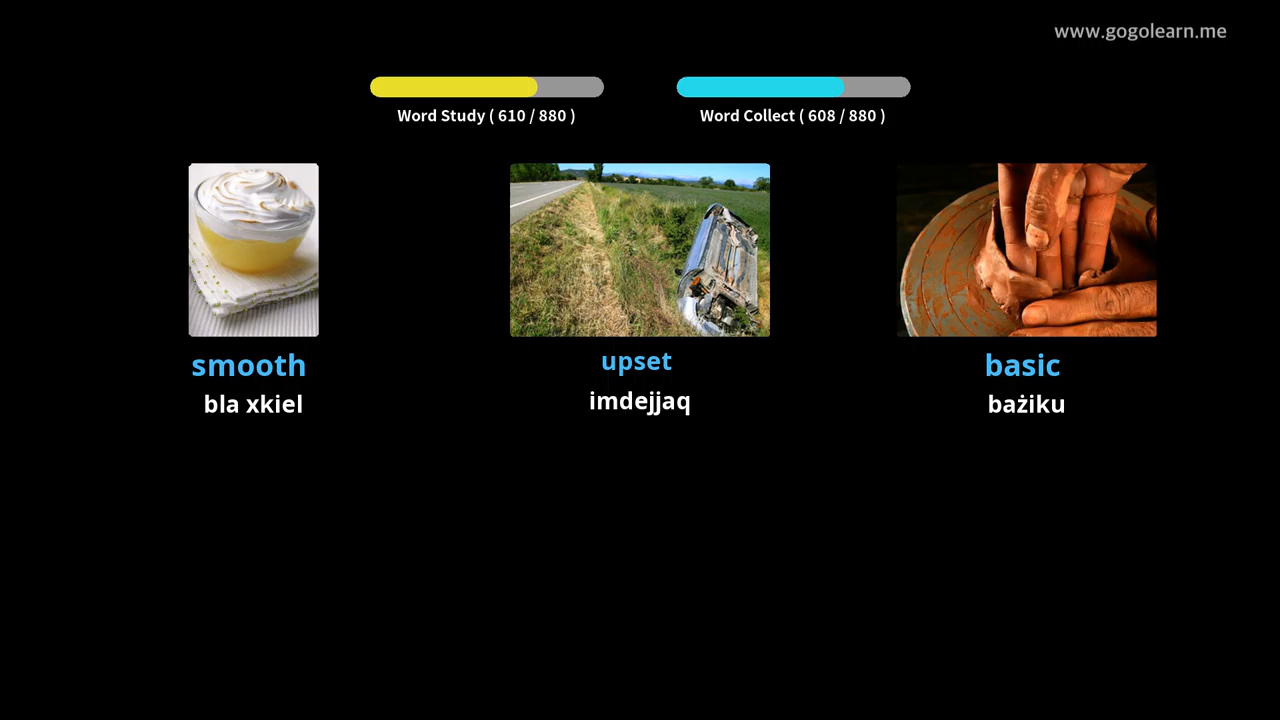 www.gogolearn.me
Word Study ( 610 / 880 )
Word Collect ( 608 / 880 )
smooth
bla xkiel
upset
imdejjaq
basic
bażiku